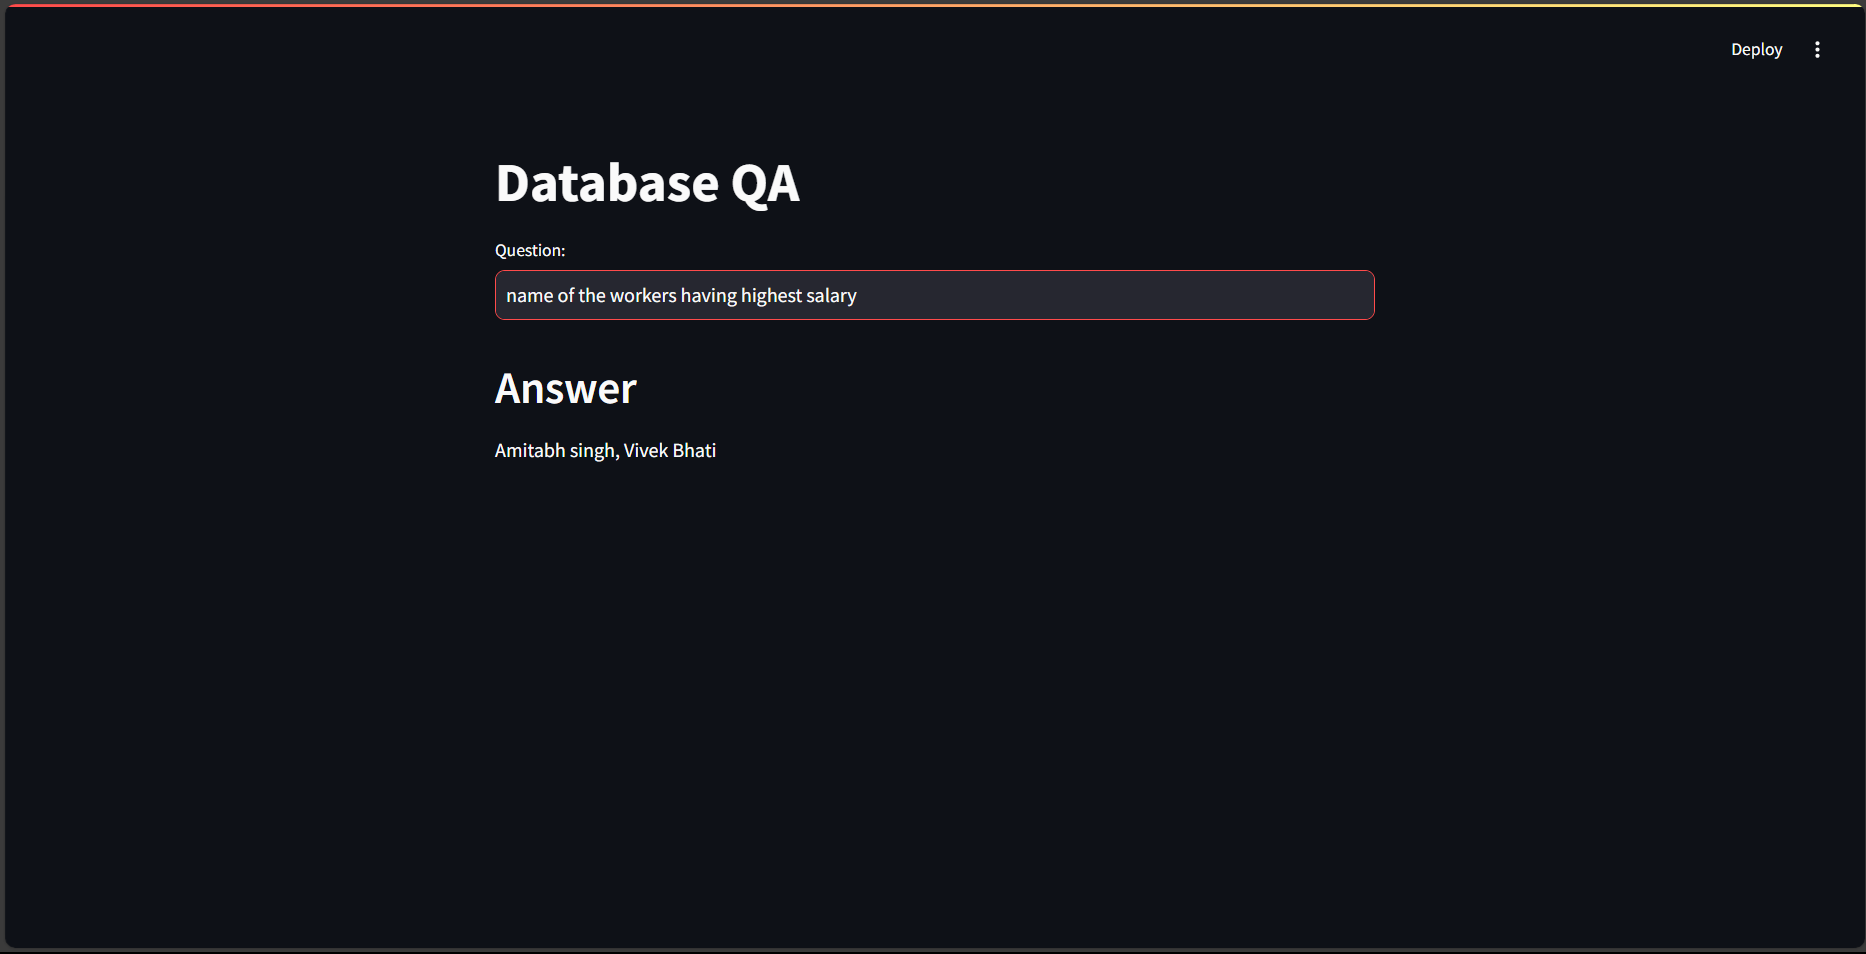 Deploy
Database QA
Question:
name of the workers having highest salary
Answer
Amitabh singh, Vivek Bhati